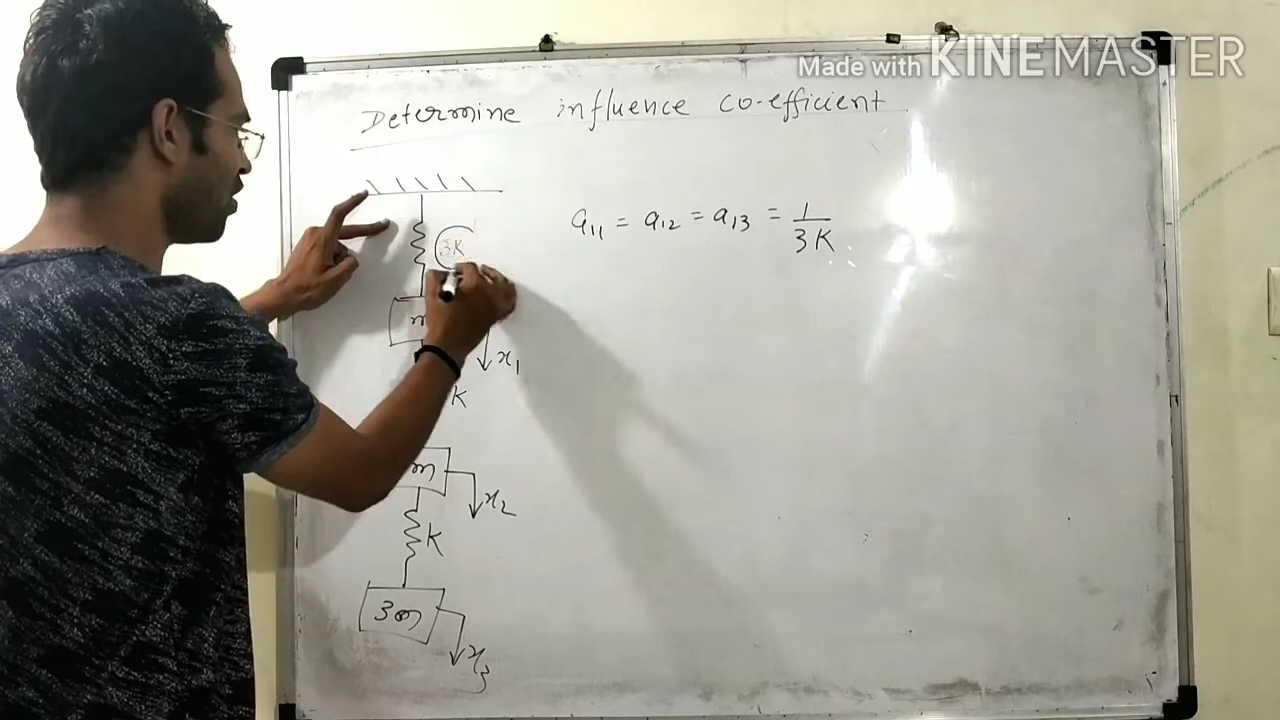 Made with KINEMASTER
Determine influence co-efficient
a11 = a12 = a13 = 1/3K
3K
m
x1
K
m
x2
K
3m
x3